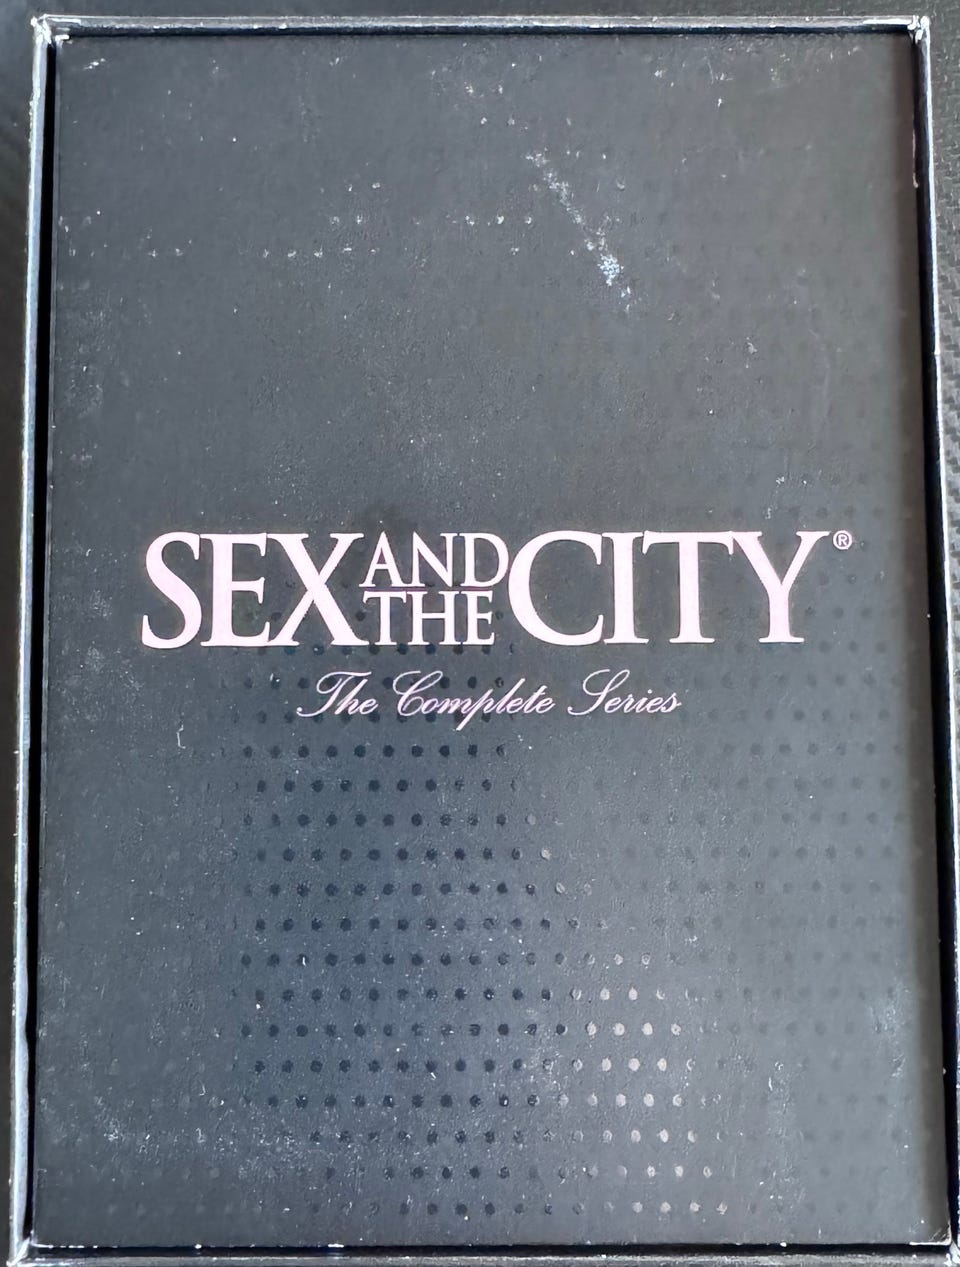 SEX AND THE CITY®
The Complete Series